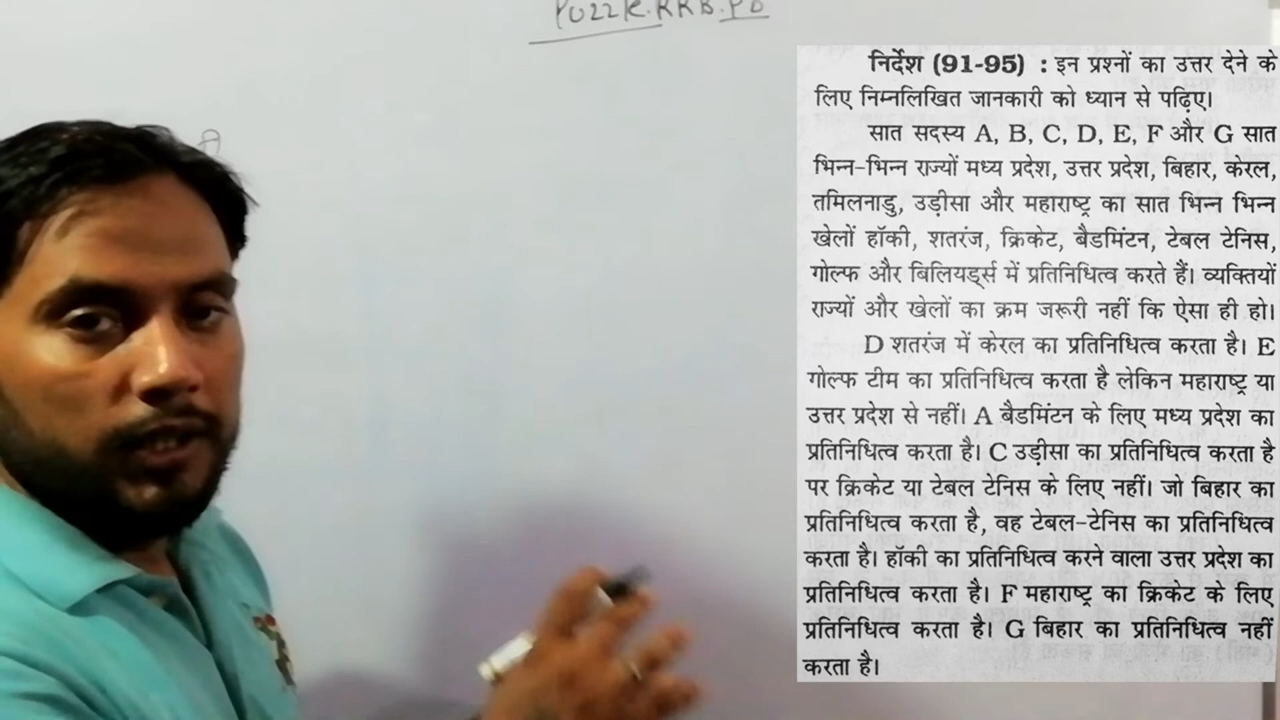 Puzzle. RRB. PO
A
निर्देश (91-95) : इन प्रश्नों का उत्तर देने के
लिए निम्नलिखित जानकारी को ध्यान से पढ़िए।
सात सदस्य A, B, C, D, E, F और G सात
भिन्न-भिन्न राज्यों मध्य प्रदेश, उत्तर प्रदेश, बिहार, केरल,
तमिलनाडु, उड़ीसा और महाराष्ट्र का सात भिन्न भिन्न
खेलों हॉकी, शतरंज, क्रिकेट, बैडमिंटन, टेबल टेनिस,
गोल्फ और बिलियर्ड्स में प्रतिनिधित्व करते हैं। व्यक्तियों
राज्यों और खेलों का क्रम जरूरी नहीं कि ऐसा ही हो।
D शतरंज में केरल का प्रतिनिधित्व करता है। E
गोल्फ टीम का प्रतिनिधित्व करता है लेकिन महाराष्ट्र या
उत्तर प्रदेश से नहीं। A बैडमिंटन के लिए मध्य प्रदेश का
प्रतिनिधित्व करता है। C उड़ीसा का प्रतिनिधित्व करता है
पर क्रिकेट या टेबल टेनिस के लिए नहीं। जो बिहार का
प्रतिनिधित्व करता है, वह टेबल-टेनिस का प्रतिनिधित्व
करता है। हॉकी का प्रतिनिधित्व करने वाला उत्तर प्रदेश का
प्रतिनिधित्व करता है। F महाराष्ट्र का क्रिकेट के लिए
प्रतिनिधित्व करता है। G बिहार का प्रतिनिधित्व नहीं
करता है।